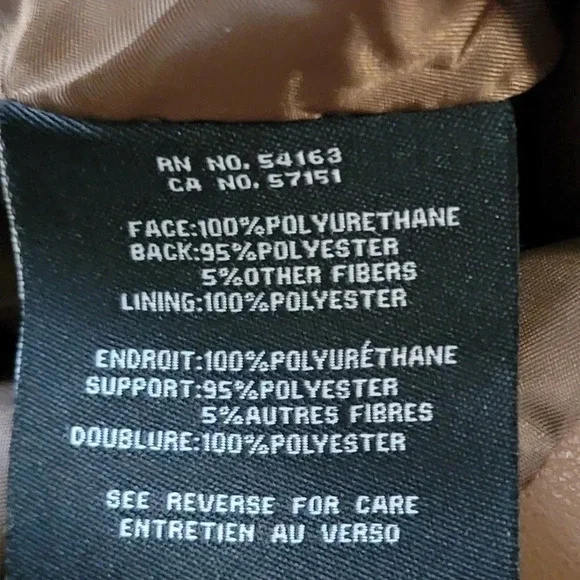 RN NO. 54163
CA NO. 57151
FACE:100%POLYURETHANE
BACK:95%POLYESTER
5%OTHER FIBERS
LINING:100%POLYESTER
ENDROIT:100%POLYURÉTHANE
SUPPORT:95%POLYESTER
5%AUTRES FIBRES
DOUBLURE:100%POLYESTER
SEE REVERSE FOR CARE
ENTRETIEN AU VERSO